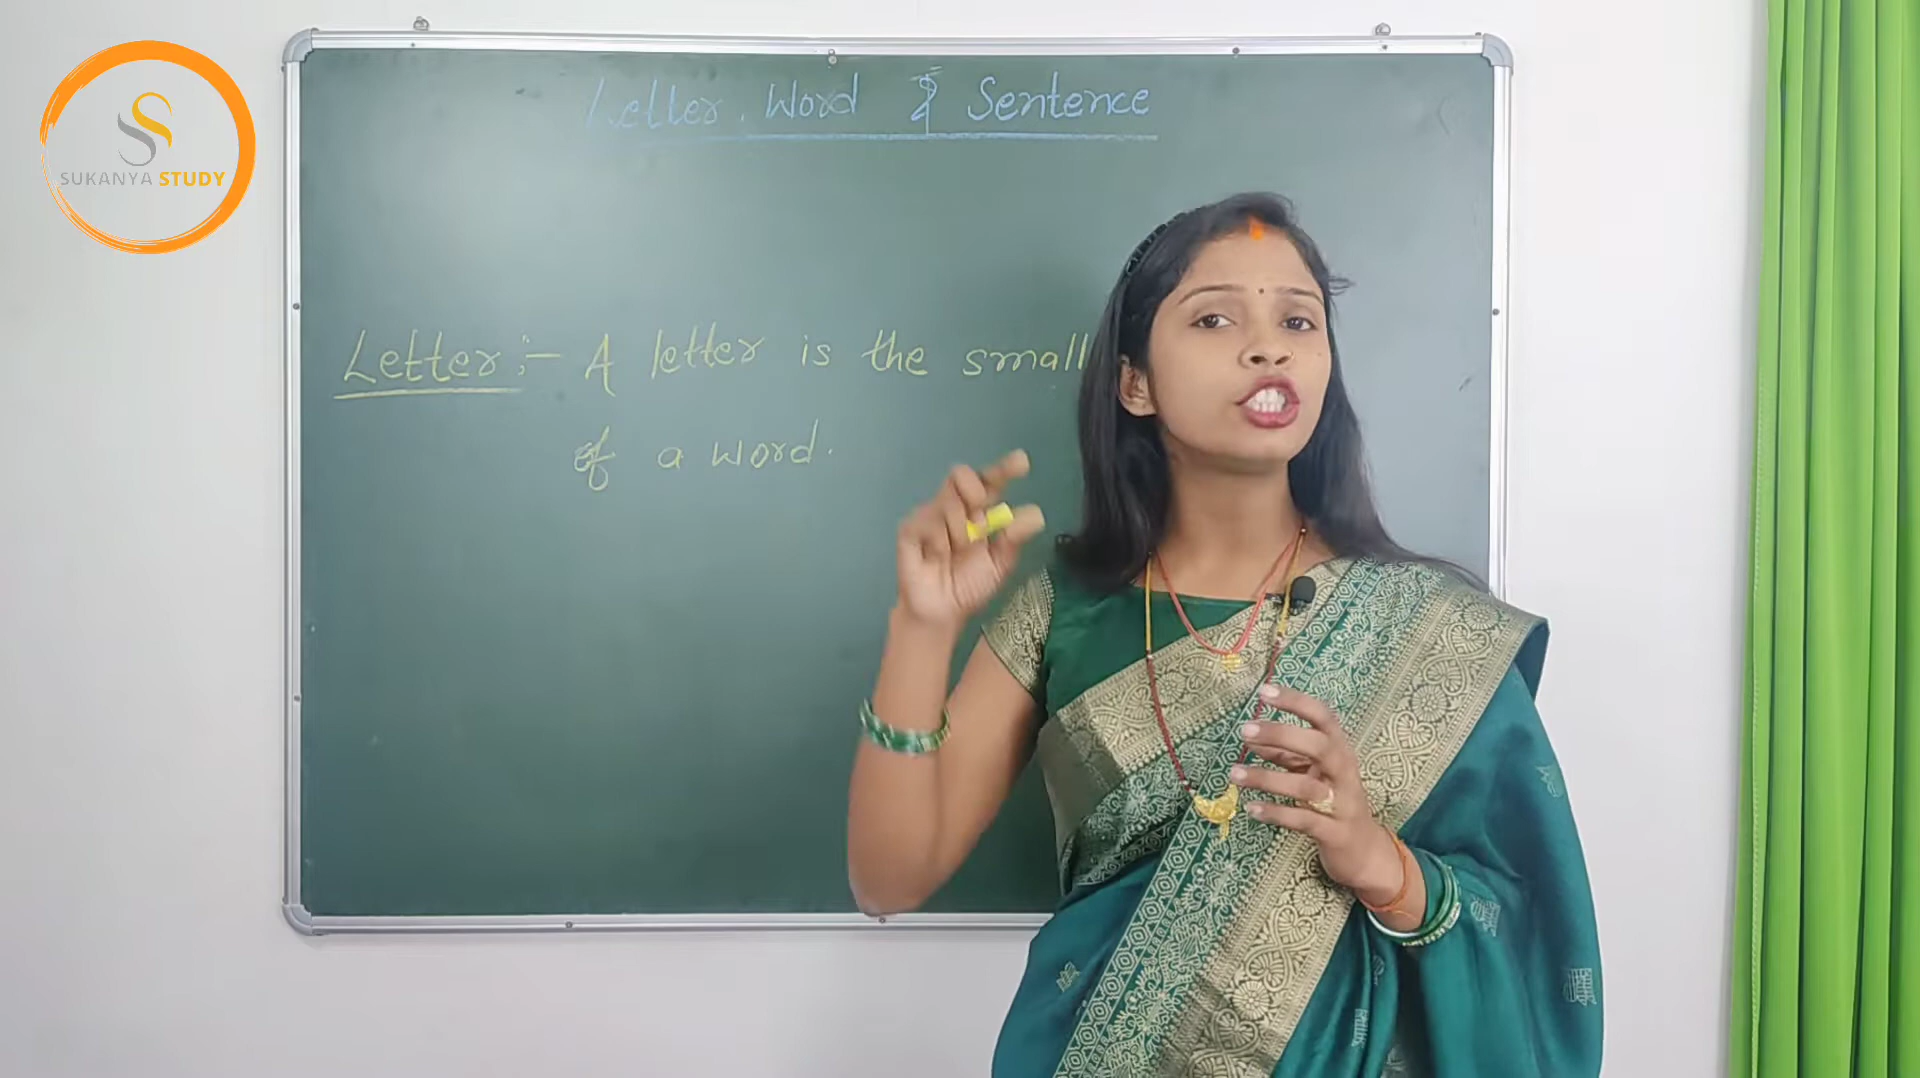 SUKANYA STUDY
Letter, Word & Sentence
Letter :- A letter is the small
of a word.